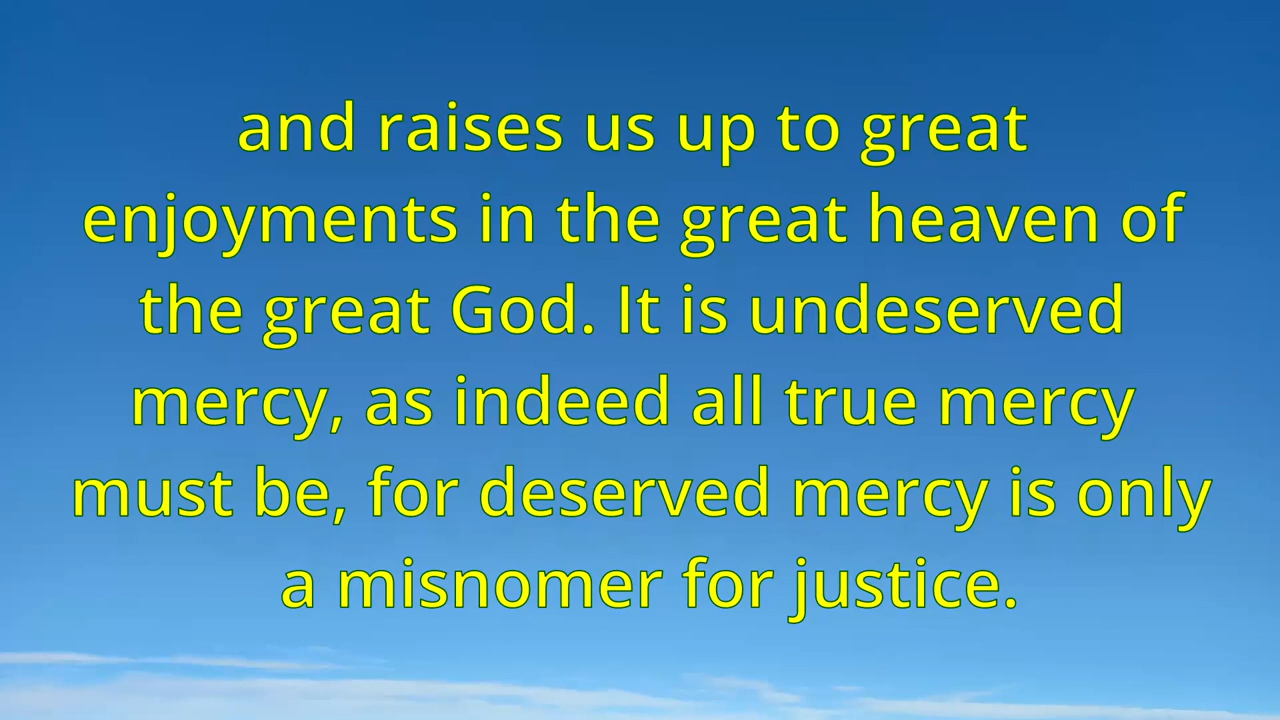 and raises us up to great
enjoyments in the great heaven of
the great God. It is undeserved
mercy, as indeed all true mercy
must be, for deserved mercy is only
a misnomer for justice.